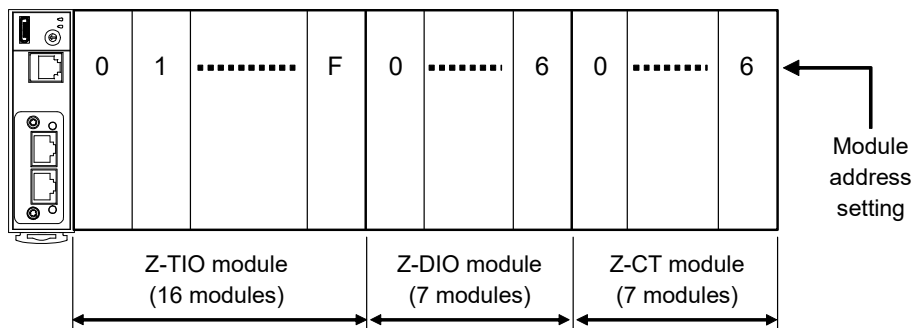 0 1 F 0 6 0 6
Module
address
setting
Z-TIO module
(16 modules)
Z-DIO module
(7 modules)
Z-CT module
(7 modules)